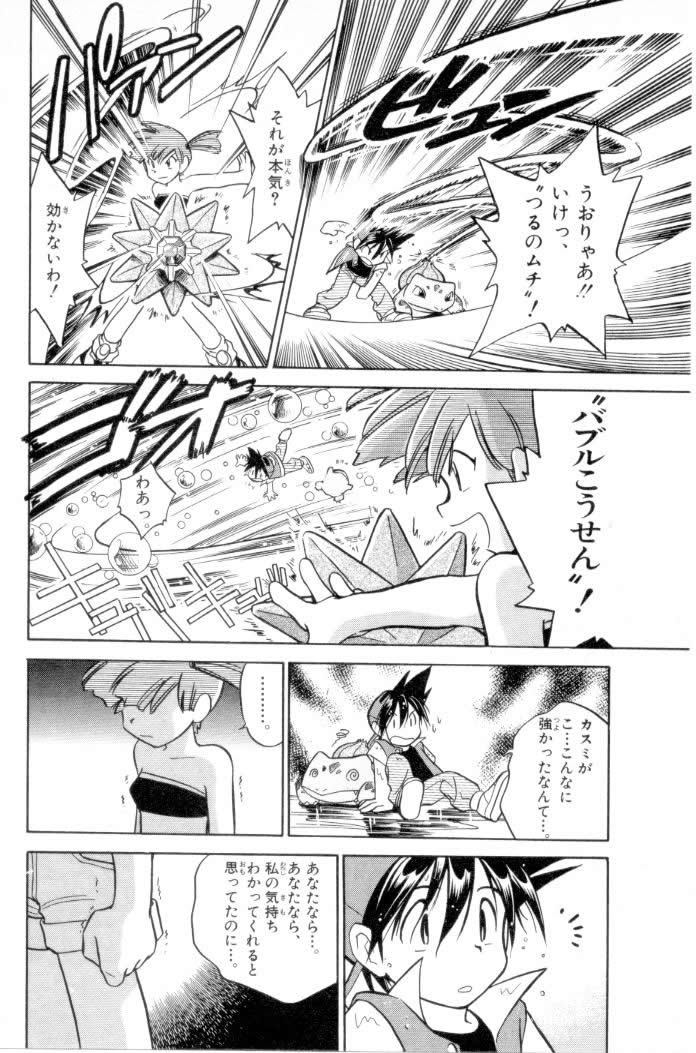 ビュン
うおりゃあ!!
いけっ、
“つるのムチ”!
パァーン
それが本気?
効かないわ!
“バブルこうせん”!
ゴオォ
わあっ。
キャキャ
カスミが
こ…こんなに
強かったなんて…。
………。
あなたなら…。
あなたなら、
私の気持ち
わかってくれると
思ってたのに…。